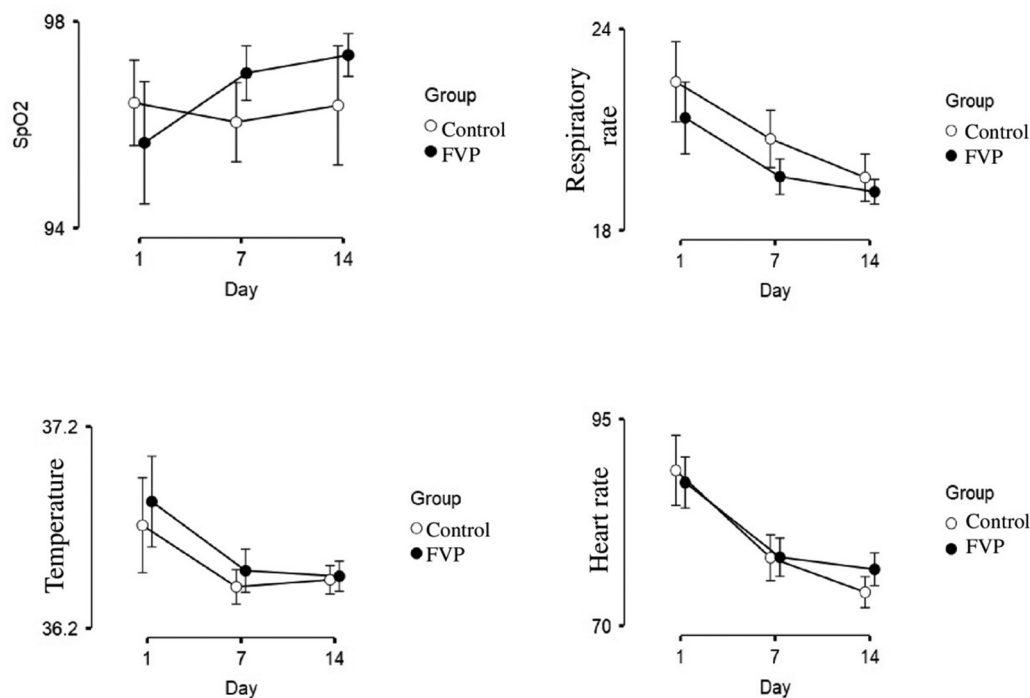 98
SpO2
94
1 7 14
Day
Group
Control
FVP
24
Respiratory
rate
18
1 7 14
Day
Group
Control
FVP
37.2
Temperature
36.2
1 7 14
Day
Group
Control
FVP
95
Heart rate
70
1 7 14
Day
Group
Control
FVP